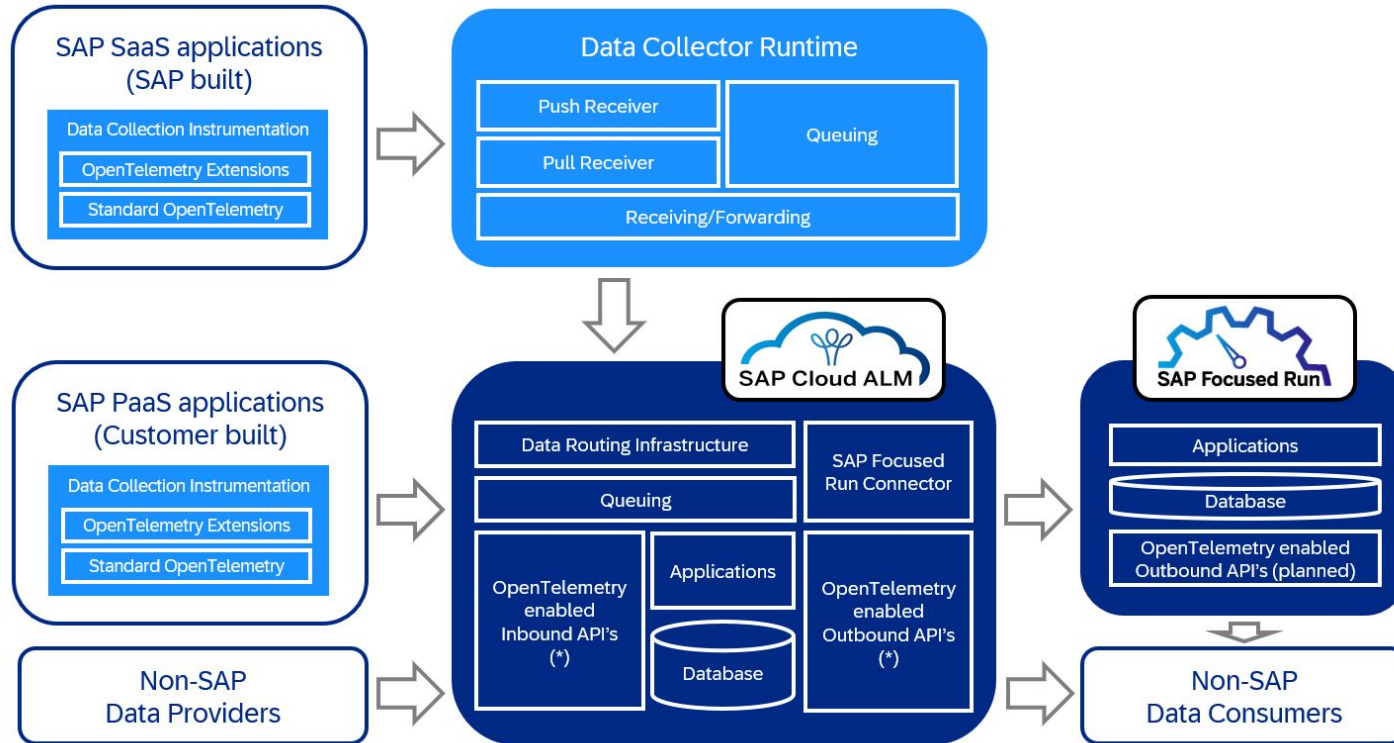 SAP SaaS applications
(SAP built)
Data Collection Instrumentation
OpenTelemetry Extensions
Standard OpenTelemetry
Data Collector Runtime
Push Receiver
Pull Receiver
Queuing
Receiving/Forwarding
SAP PaaS applications
(Customer built)
Data Collection Instrumentation
OpenTelemetry Extensions
Standard OpenTelemetry
Non-SAP
Data Providers
SAP Cloud ALM
Data Routing Infrastructure
Queuing
SAP Focused
Run Connector
OpenTelemetry
enabled
Inbound API's
(*)
Applications
Database
OpenTelemetry
enabled
Outbound API's
(*)
SAP Focused Run
Applications
Database
OpenTelemetry enabled
Outbound API's (planned)
Non-SAP
Data Consumers